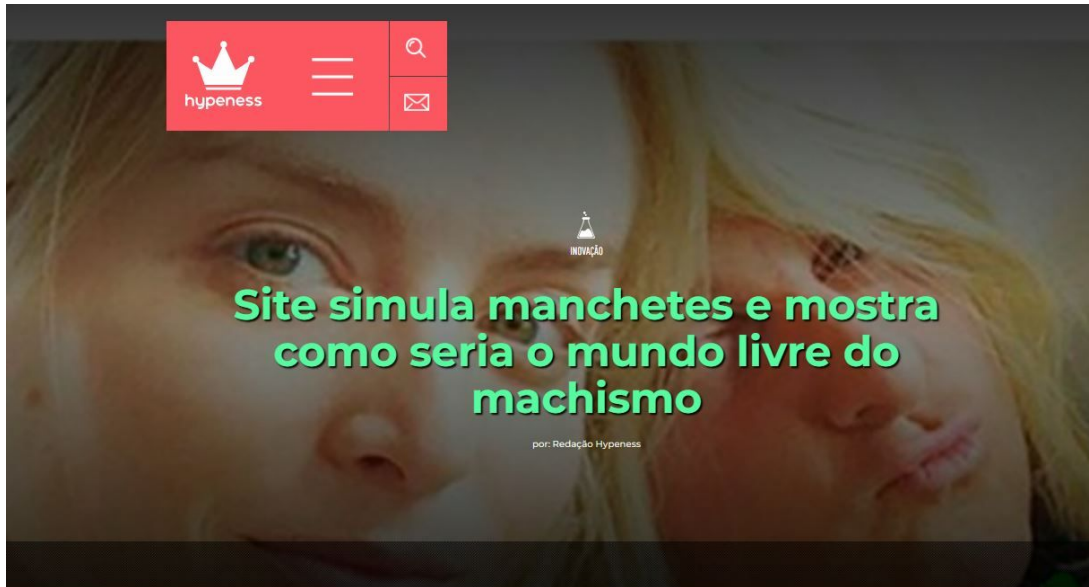 hypeness
INOVAÇÃO
Site simula manchetes e mostra
como seria o mundo livre do
machismo
por: Redação Hypeness